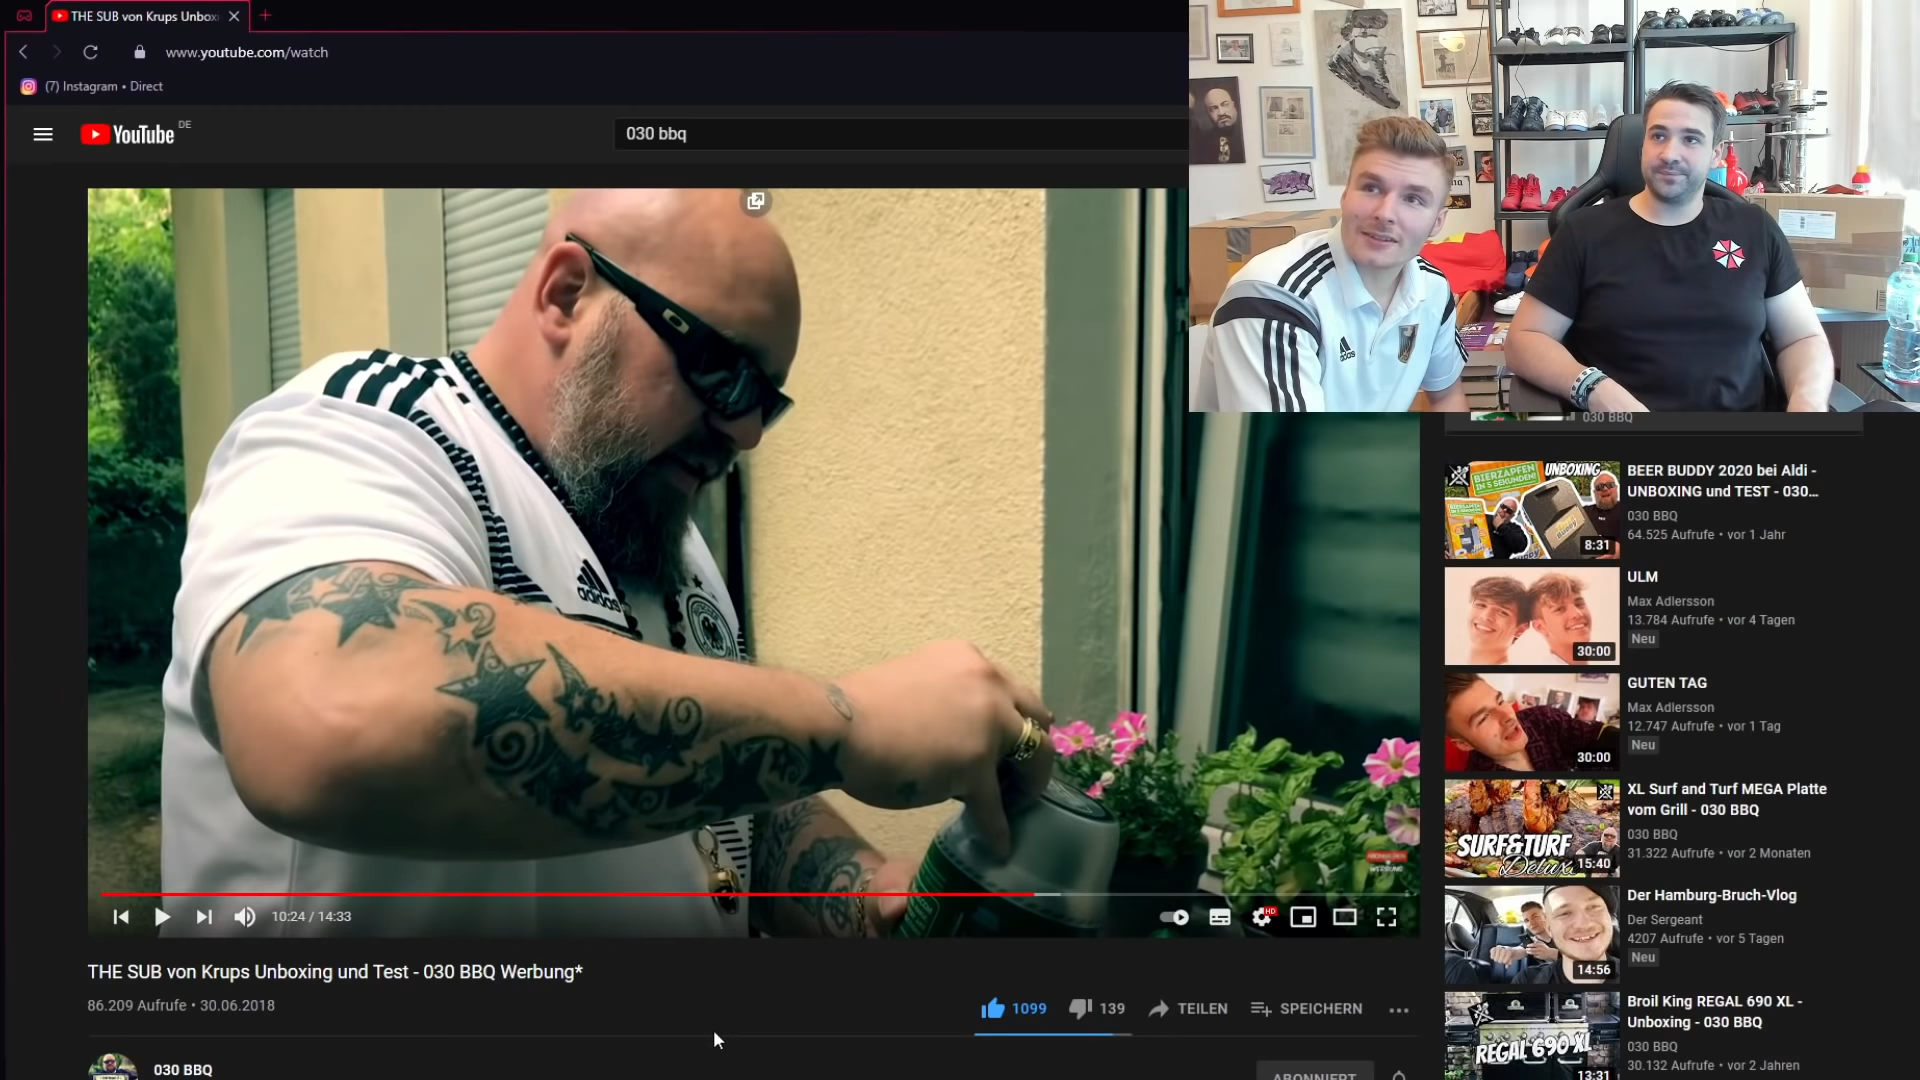 THE SUB von Krups Unbox
www.youtube.com/watch
(7) Instagram • Direct
YouTube DE
030 bbq
adidas
adidas
10:24 / 14:33
HD
THE SUB von Krups Unboxing und Test - 030 BBQ Werbung*
86.209 Aufrufe • 30.06.2018
1099
139
TEILEN
SPEICHERN
030 BBQ
ABONNIERT
030 BBQ
UNBOXING
BIERZAPFEN
IN 5 SEKUNDEN!
8:31
BEER BUDDY 2020 bei Aldi -
UNBOXING und TEST - 030...
030 BBQ
64.525 Aufrufe • vor 1 Jahr
30:00
ULM
Max Adlersson
13.784 Aufrufe • vor 4 Tagen
Neu
30:00
GUTEN TAG
Max Adlersson
12.747 Aufrufe • vor 1 Tag
Neu
SURF&TURF
Deluxe
15:40
XL Surf and Turf MEGA Platte
vom Grill - 030 BBQ
030 BBQ
31.322 Aufrufe • vor 2 Monaten
14:56
Der Hamburg-Bruch-Vlog
Der Sergeant
4207 Aufrufe • vor 5 Tagen
Neu
REGAL 690 XL
13:31
Broil King REGAL 690 XL -
Unboxing - 030 BBQ
030 BBQ
30.132 Aufrufe • vor 2 Jahren